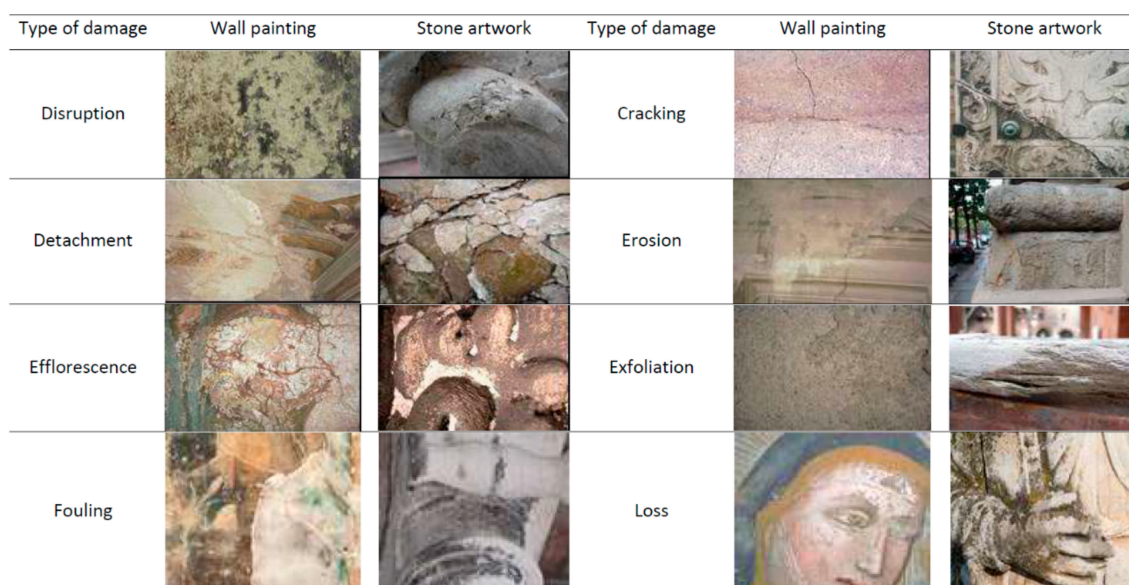 Type of damage Wall painting Stone artwork Type of damage Wall painting Stone artwork
Disruption Cracking
Detachment Erosion
Efflorescence Exfoliation
Fouling Loss